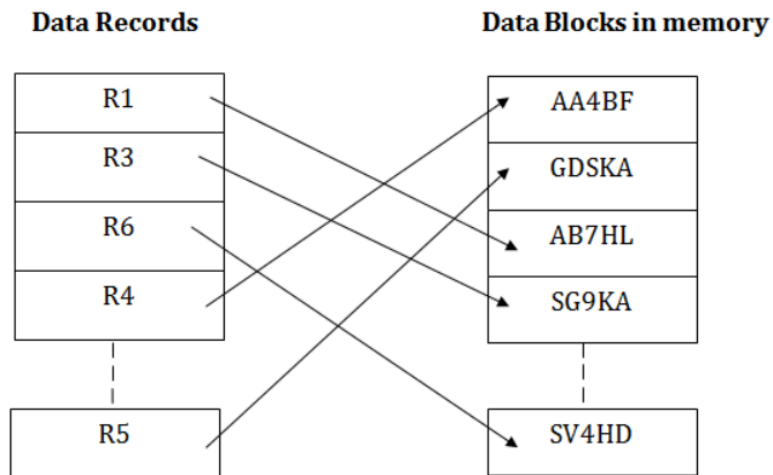 Data Records
Data Blocks in memory
R1
R3
R6
R4
R5
AA4BF
GDSKA
AB7HL
SG9KA
SV4HD